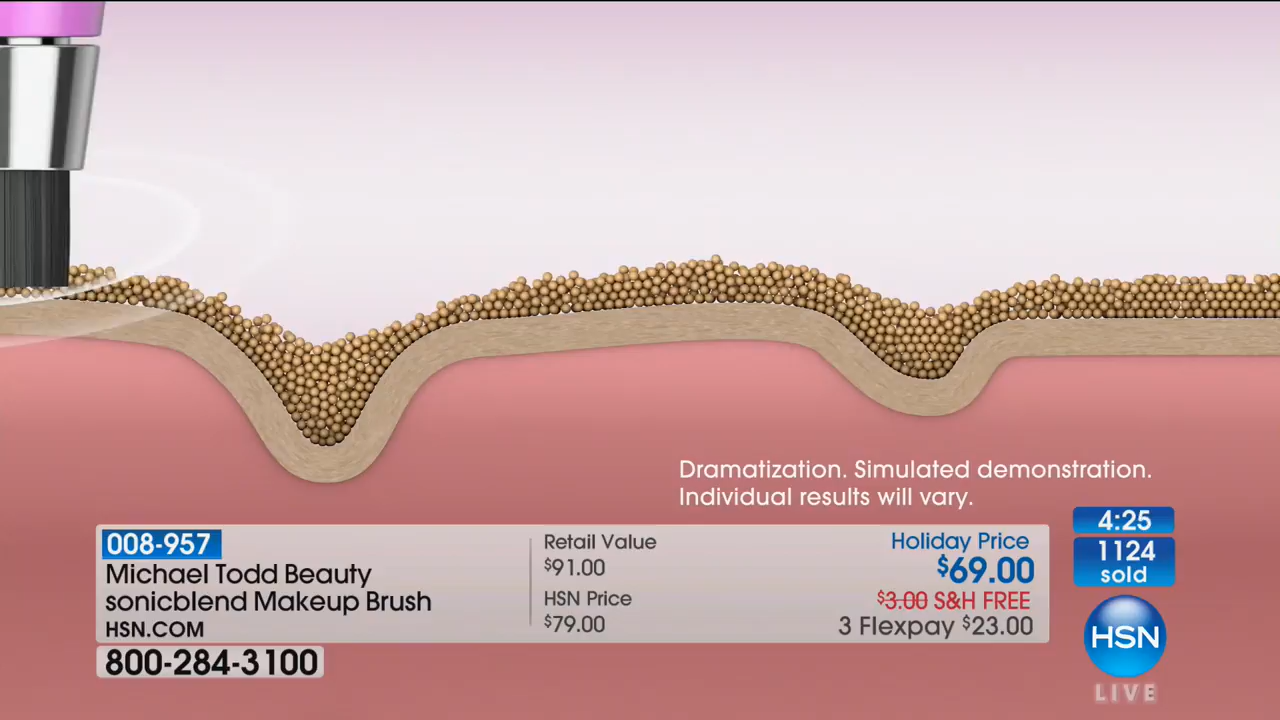 Dramatization. Simulated demonstration.
Individual results will vary.
008-957
Michael Todd Beauty
sonicblend Makeup Brush
HSN.COM
800-284-3100
Retail Value
$91.00
HSN Price
$79.00
Holiday Price
$69.00
$3.00 S&H FREE
3 Flexpay $23.00
4:25
1124
sold
HSN
LIVE